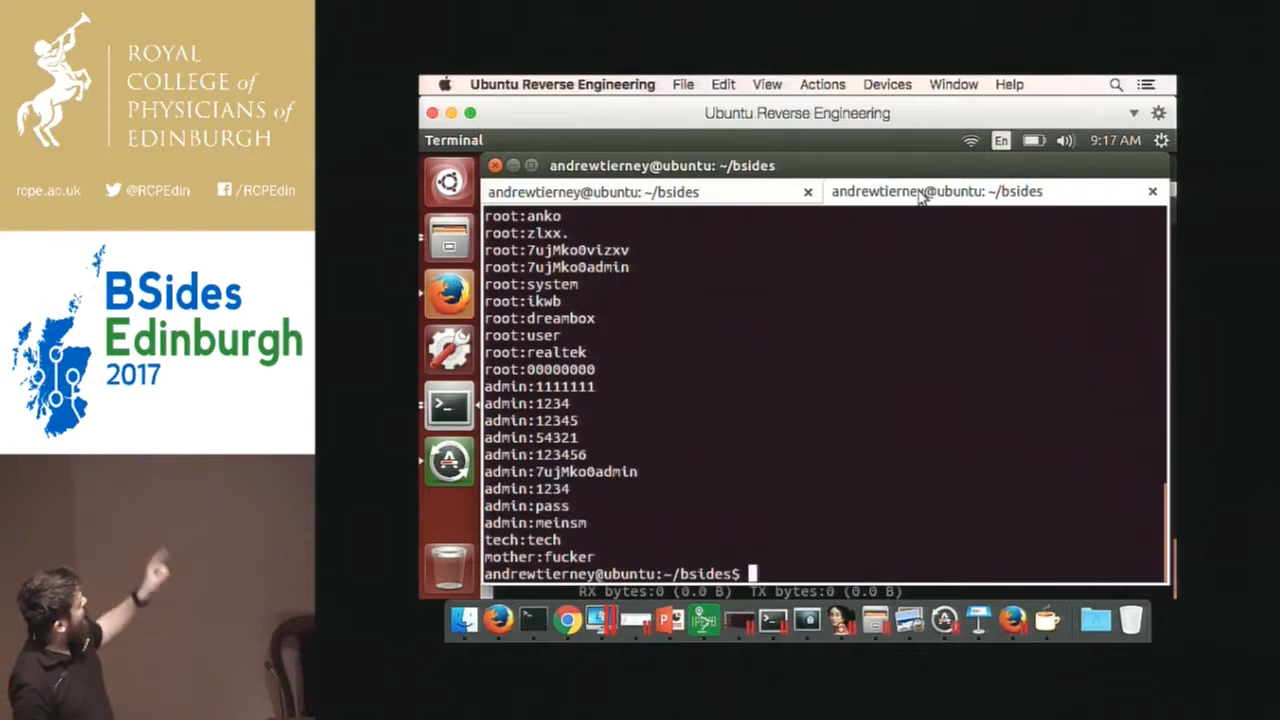 ROYAL
COLLEGE of
PHYSICIANS of
EDINBURGH
rcpe.ac.uk @RCPEdin /RCPEdin
BSides
Edinburgh
2017
Ubuntu Reverse Engineering File Edit View Actions Devices Window Help
Ubuntu Reverse Engineering
Terminal En 9:17 AM
andrewtierney@ubuntu: ~/bsides
andrewtierney@ubuntu: ~/bsides andrewtierney@ubuntu: ~/bsides
root:anko
root:zlxx.
root:7ujMko0vizxv
root:7ujMko0admin
root:system
root:ikwb
root:dreambox
root:user
root:realtek
root:00000000
admin:1111111
admin:1234
admin:12345
admin:54321
admin:123456
admin:7ujMko0admin
admin:1234
admin:pass
admin:meinsm
tech:tech
mother:fucker
andrewtierney@ubuntu:~/bsides$
RX bytes:0 (0.0 B) TX bytes:0 (0.0 B)